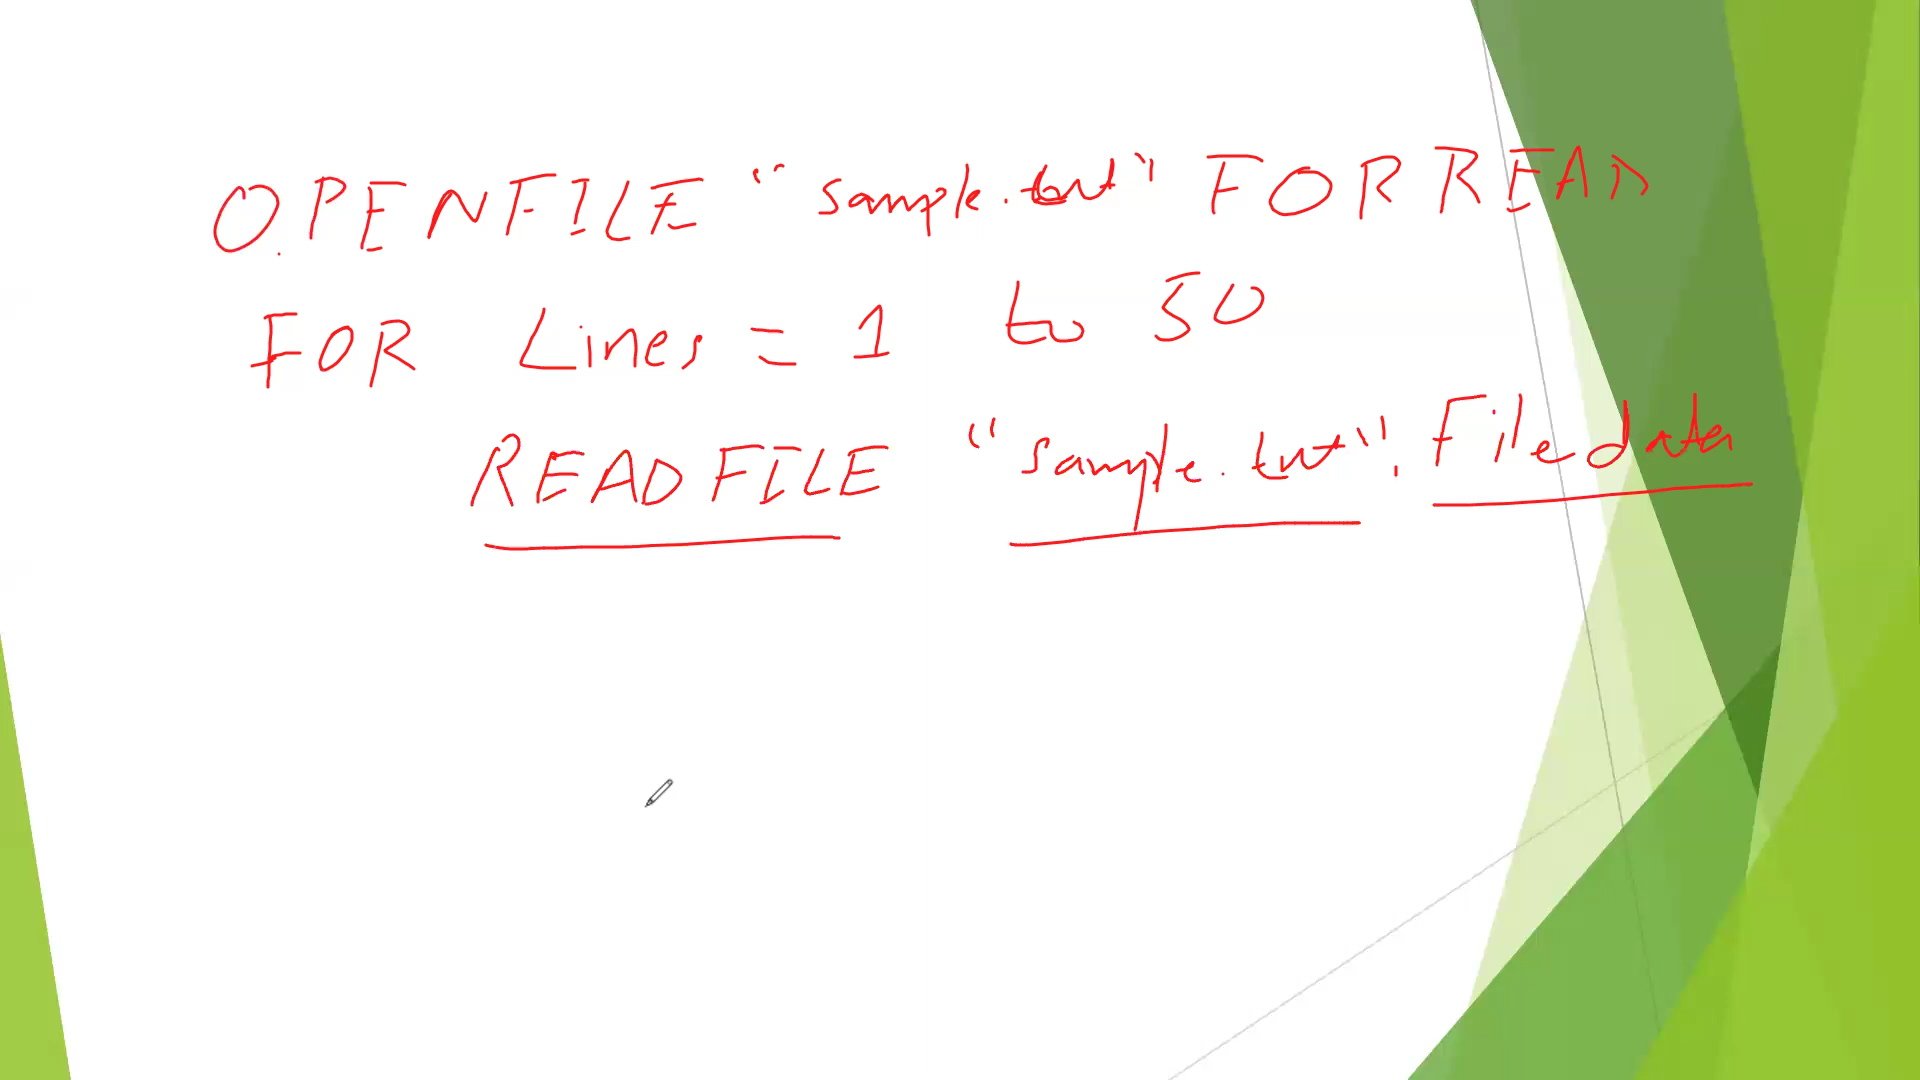 OPENFILE "sample.txt" FOR READ
FOR Lines = 1 to 50
READFILE "sample.txt", Filedata